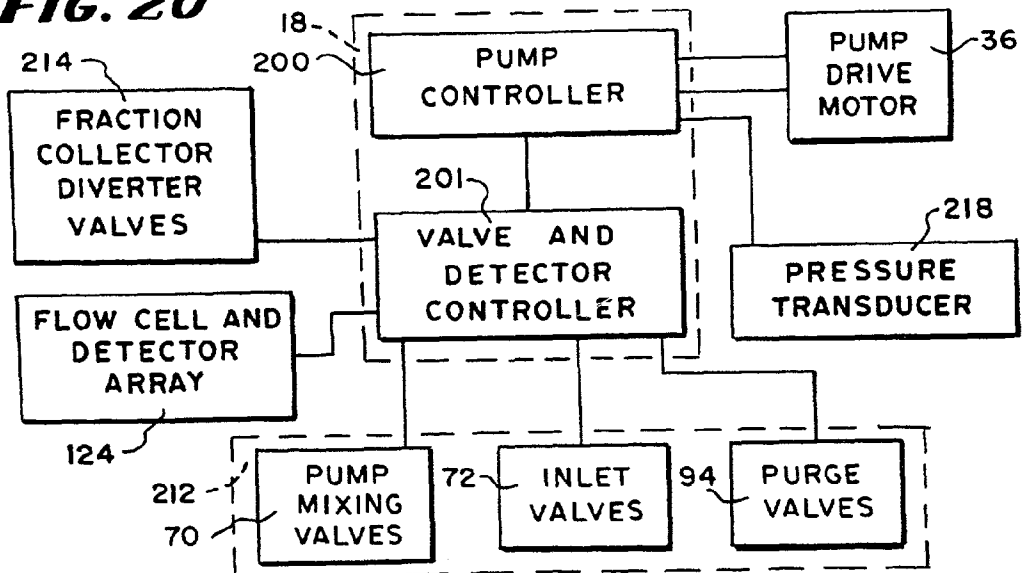 FIG. 20
18
200
PUMP
CONTROLLER
PUMP
DRIVE
MOTOR
36
214
FRACTION
COLLECTOR
DIVERTER
VALVES
201
VALVE AND
DETECTOR
CONTROLLER
218
PRESSURE
TRANSDUCER
FLOW CELL AND
DETECTOR
ARRAY
124
212
PUMP
MIXING
VALVES
70
72
INLET
VALVES
94
PURGE
VALVES